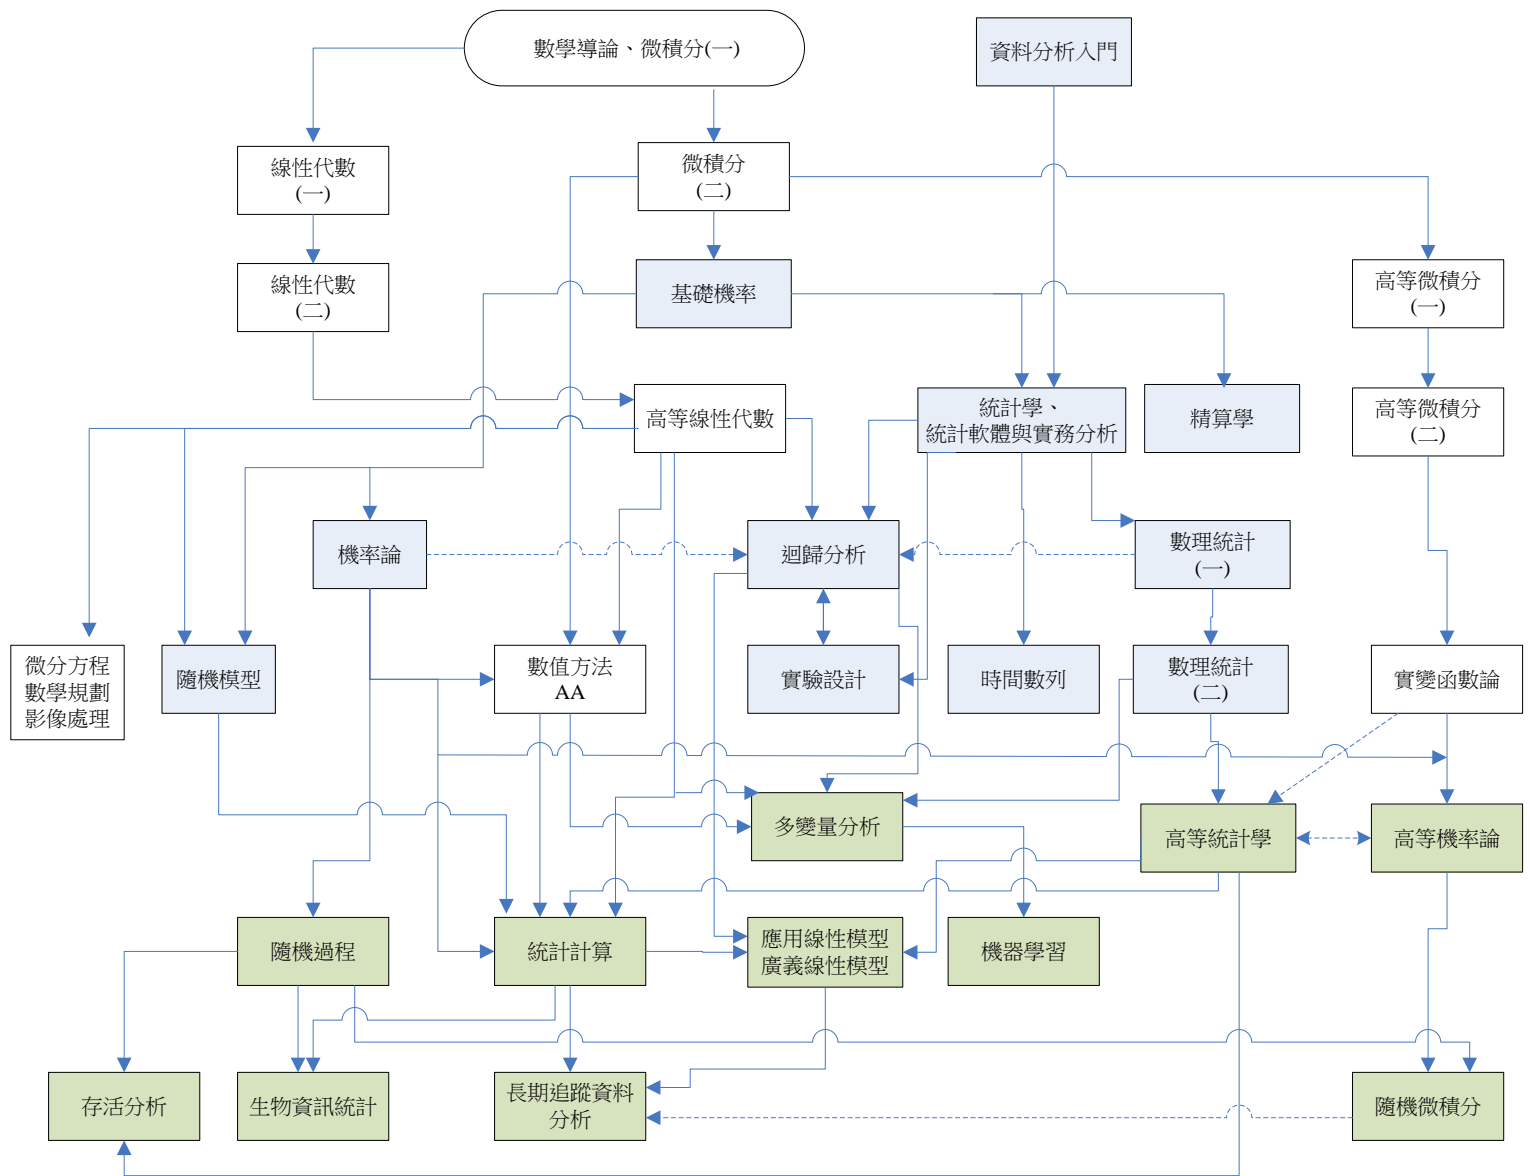 數學導論、微積分(一)
資料分析入門
線性代數
(一)
微積分
(二)
線性代數
(二)
基礎機率
高等微積分
(一)
高等線性代數
統計學、
統計軟體與實務分析
精算學
高等微積分
(二)
機率論
迴歸分析
數理統計
(一)
微分方程
數學規劃
影像處理
隨機模型
數值方法
AA
實驗設計
時間數列
數理統計
(二)
實變函數論
多變量分析
高等統計學
高等機率論
隨機過程
統計計算
應用線性模型
廣義線性模型
機器學習
存活分析
生物資訊統計
長期追蹤資料
分析
隨機微積分